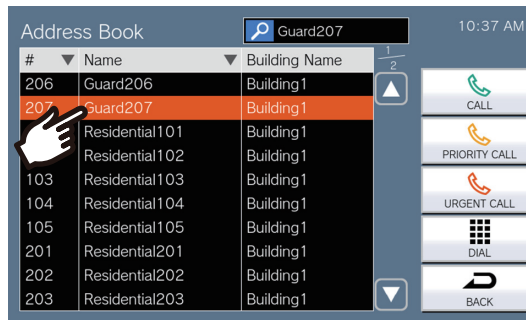 Address Book
Guard207
10:37 AM
# Name Building Name
1
2
206 Guard206 Building1
207 Guard207 Building1
Residential101 Building1
Residential102 Building1
103 Residential103 Building1
104 Residential104 Building1
105 Residential105 Building1
201 Residential201 Building1
202 Residential202 Building1
203 Residential203 Building1
CALL
PRIORITY CALL
URGENT CALL
DIAL
BACK